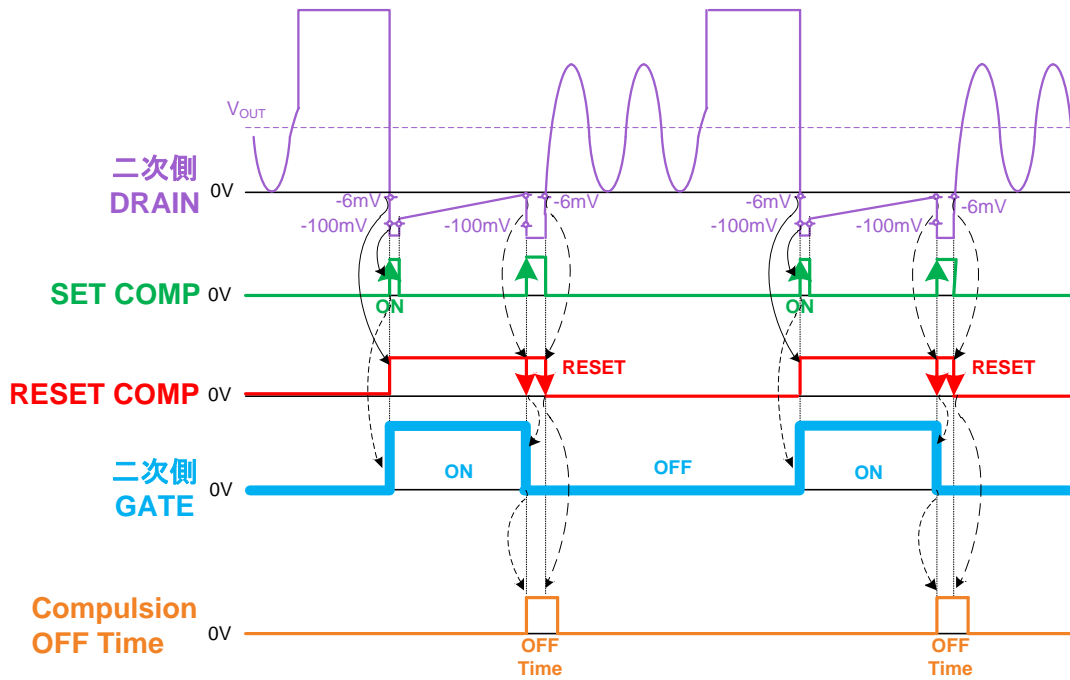 VOUT
二次側
DRAIN
0V
-6mV
-100mV
-100mV
-6mV
-6mV
-100mV
-100mV
-6mV
SET COMP
0V
ON
ON
RESET COMP
0V
RESET
RESET
二次側
GATE
0V
ON
OFF
ON
Compulsion
OFF Time
0V
OFF
Time
OFF
Time